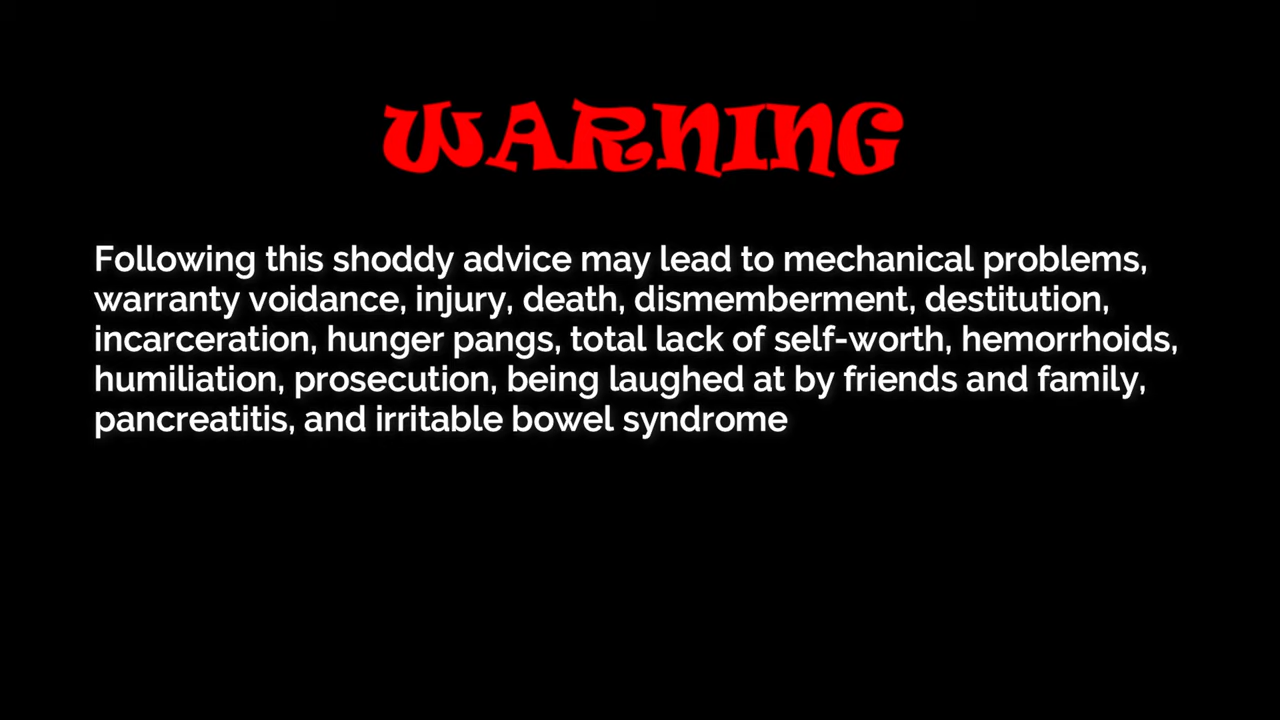 WARNING
Following this shoddy advice may lead to mechanical problems,
warranty voidance, injury, death, dismemberment, destitution,
incarceration, hunger pangs, total lack of self-worth, hemorrhoids,
humiliation, prosecution, being laughed at by friends and family,
pancreatitis, and irritable bowel syndrome